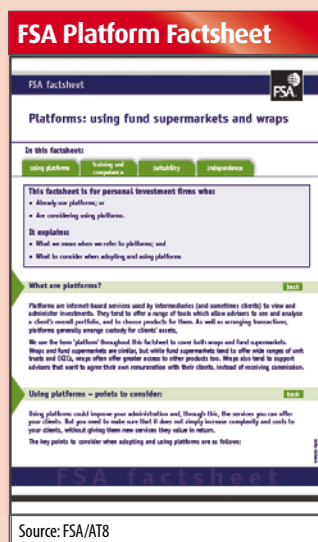 FSA Platform Factsheet
FSA factsheet
FSA
Platforms: using fund supermarkets and wraps
In this factsheet:
Using platforms
Training and
competence
Suitability
Independence
This factsheet is for personal investment firms who:
• Already use platforms; or
• Are considering using platforms.
It explains:
• What we mean when we refer to platforms; and
• What to consider when adopting and using platforms
What are platforms?
back
Platforms are internet-based services used by intermediaries (and sometimes clients) to view and
administer investments. They tend to offer a range of tools which allow advisers to see and analyse
a client's overall portfolio, and to choose products for them. As well as arranging transactions,
platforms generally arrange custody for clients' assets,
We use the term 'platform' throughout this factsheet to cover both wraps and fund supermarkets.
Wraps and fund supermarkets are similar, but while fund supermarkets tend to offer wide ranges of unit
trusts and OEICs, wraps often offer greater access to other products too. Wraps also tend to support
advisers that want to agree their own remuneration with their clients, instead of receiving commission.
Using platforms – points to consider:
back
Using platforms could improve your administration and, through this, the services you can offer
your clients. But you need to make sure that it does not simply increase complexity and costs to
your clients, without giving them new services they value in return.
The key points to consider when adopting and using platforms are as follows:
FSA factsheet
Source: FSA/AT8